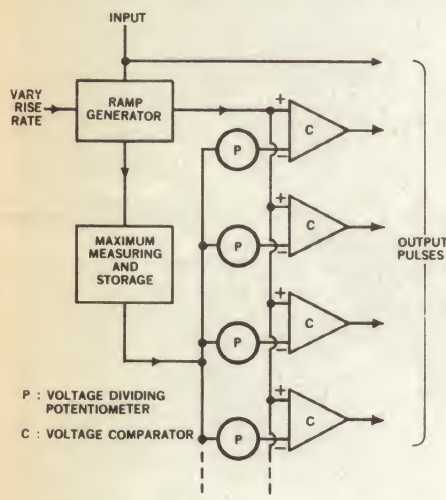 INPUT
VARY
RISE
RATE
RAMP
GENERATOR
+
C
P
−
MAXIMUM
MEASURING
AND
STORAGE
+
C
P
−
OUTPUT
PULSES
+
C
P
−
P : VOLTAGE DIVIDING
POTENTIOMETER
C : VOLTAGE COMPARATOR
+
C
P
−